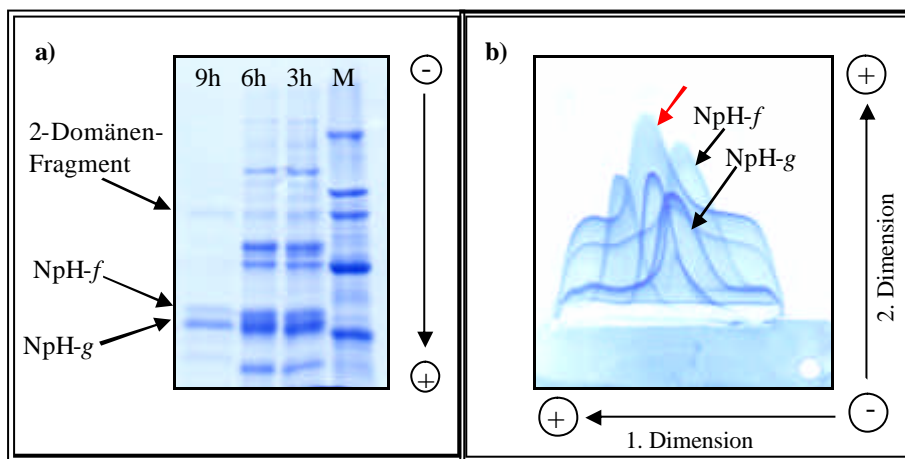 a)
9h 6h 3h M
-
2-Domänen-
Fragment
NpH-f
NpH-g
+
b)
+
NpH-f
NpH-g
2. Dimension
+
-
1. Dimension